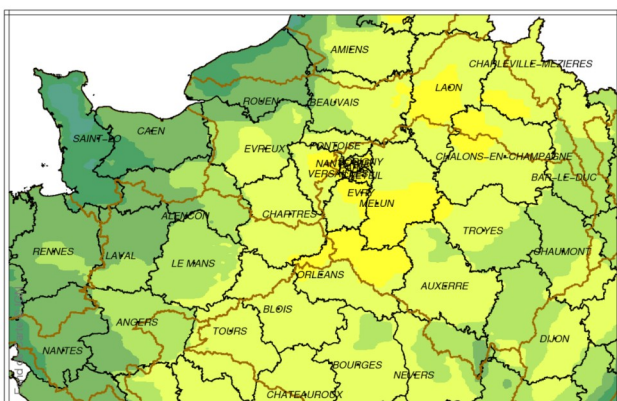 AMIENS
CHARLEVILLE-MEZIERES
LAON
ROUEN
BEAUVAIS
SAINT-LO
CAEN
EVREUX
PONTOISE
CHALONS-EN-CHAMPAGNE
BAR-LE-DUC
EVRY
MELUN
ALENCON
CHARTRES
TROYES
RENNES
LAVAL
LE MANS
CHAUMONT
ORLEANS
AUXERRE
BLOIS
ANGERS
TOURS
DIJON
NANTES
BOURGES
NEVERS
CHATEAUROUX